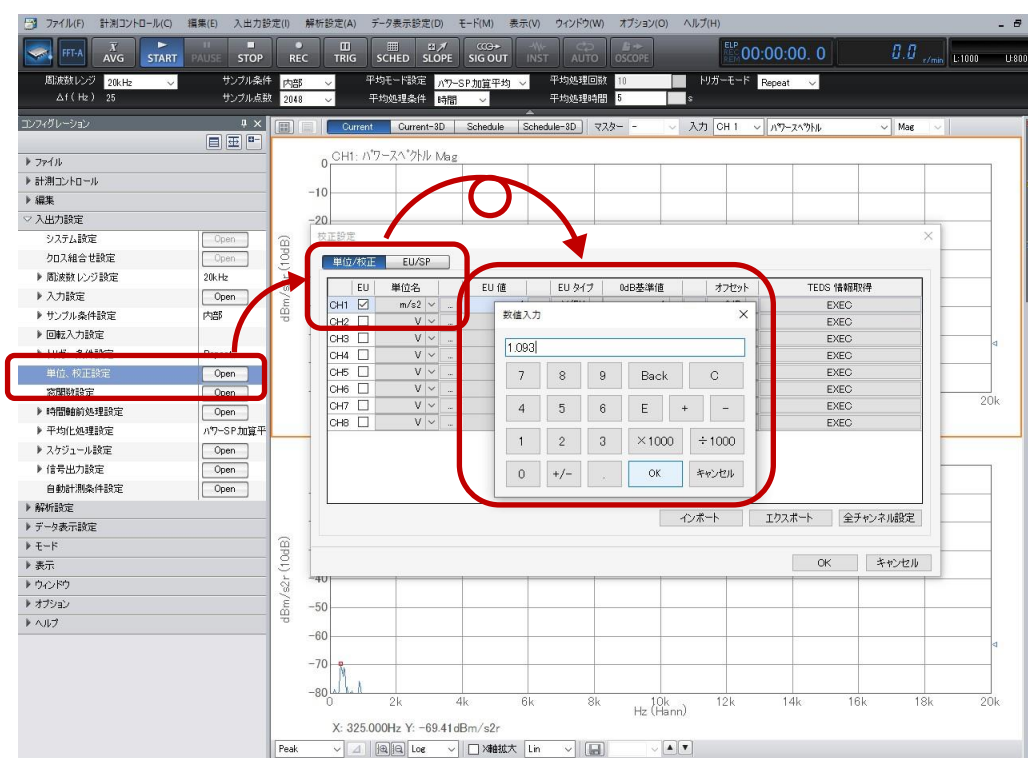 ファイル(F) 計測コントロール(C) 編集(E) 入出力設定(I) 解析設定(A) データ表示設定(D) モード(M) 表示(V) ウィンドウ(W) オプション(O) ヘルプ(H)
FFT-A AVG START PAUSE STOP REC TRIG SCHED SLOPE SIG OUT INST AUTO OSCOPE ELP REC REM 00:00:00. 0 0.0 r/min L:1000 U:800
周波数レンジ 20kHz サンプル条件 内部 平均モード設定 パワーSP加算平均 平均処理回数 10 トリガーモード Repeat
Δf ( Hz ) 25 サンプル点数 2048 平均処理条件 時間 平均処理時間 5 s
コンフィグレーション
Current Current-3D Schedule Schedule-3D マスター - 入力 CH 1 パワースペクトル Mag
ファイル
計測コントロール
編集
入出力設定
システム設定 Open
クロス組合せ設定 Open
周波数レンジ設定 20kHz
入力設定 Open
サンプル条件設定 内部
回転入力設定 Open
トリガー条件設定 Repeat
単位、校正設定 Open
窓関数設定 Open
時間軸前処理設定 Open
平均化処理設定 パワーSP加算平
スケジュール設定 Open
信号出力設定 Open
自動計測条件設定 Open
解析設定
データ表示設定
モード
表示
ウィンドウ
オプション
ヘルプ
CH1: パワースペクトル Mag
0
-10
-20
dBm/s2r (10dB)
20k
校正設定
単位/校正 EU/SP
EU 単位名 EU 値 EU タイプ 0dB基準値 オフセット TEDS 情報取得
CH1 m/s2 ... EXEC
CH2 V ... EXEC
CH3 V ... EXEC
CH4 V ... EXEC
CH5 V ... EXEC
CH6 V ... EXEC
CH7 V ... EXEC
CH8 V ... EXEC
数値入力
1.093
7 8 9 Back C
4 5 6 E + -
1 2 3 ×1000 ÷1000
0 +/- . OK キャンセル
インポート エクスポート 全チャンネル設定
OK キャンセル
dBm/s2r (10dB)
-40
-50
-60
-70
-80
0 2k 4k 6k 8k 10k 12k 14k 16k 18k 20k
Hz (Hann)
X: 325.000Hz Y: -69.41dBm/s2r
Peak Log X軸拡大 Lin